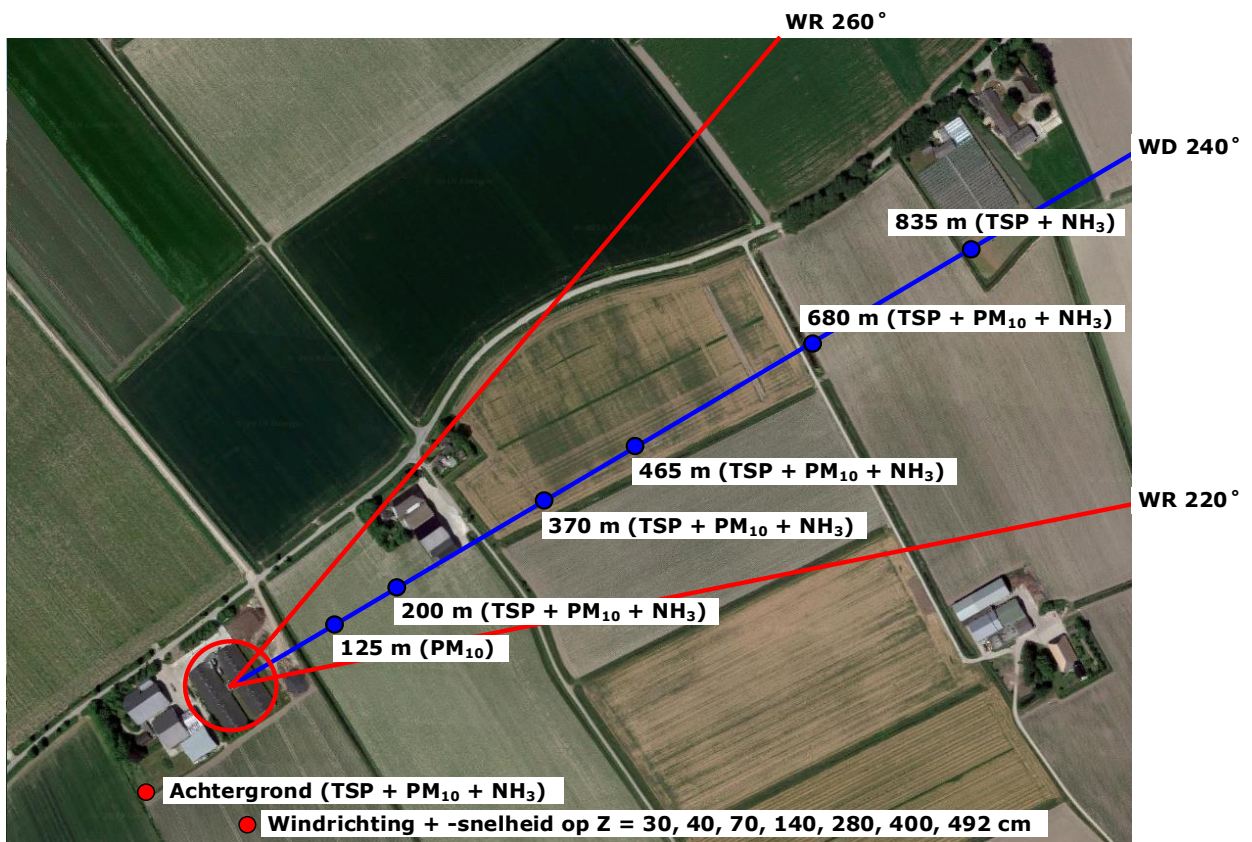 WR 260°
WD 240°
835 m (TSP + NH₃)
680 m (TSP + PM₁₀ + NH₃)
465 m (TSP + PM₁₀ + NH₃)
WR 220°
370 m (TSP + PM₁₀ + NH₃)
200 m (TSP + PM₁₀ + NH₃)
125 m (PM₁₀)
Achtergrond (TSP + PM₁₀ + NH₃)
Windrichting + -snelheid op Z = 30, 40, 70, 140, 280, 400, 492 cm